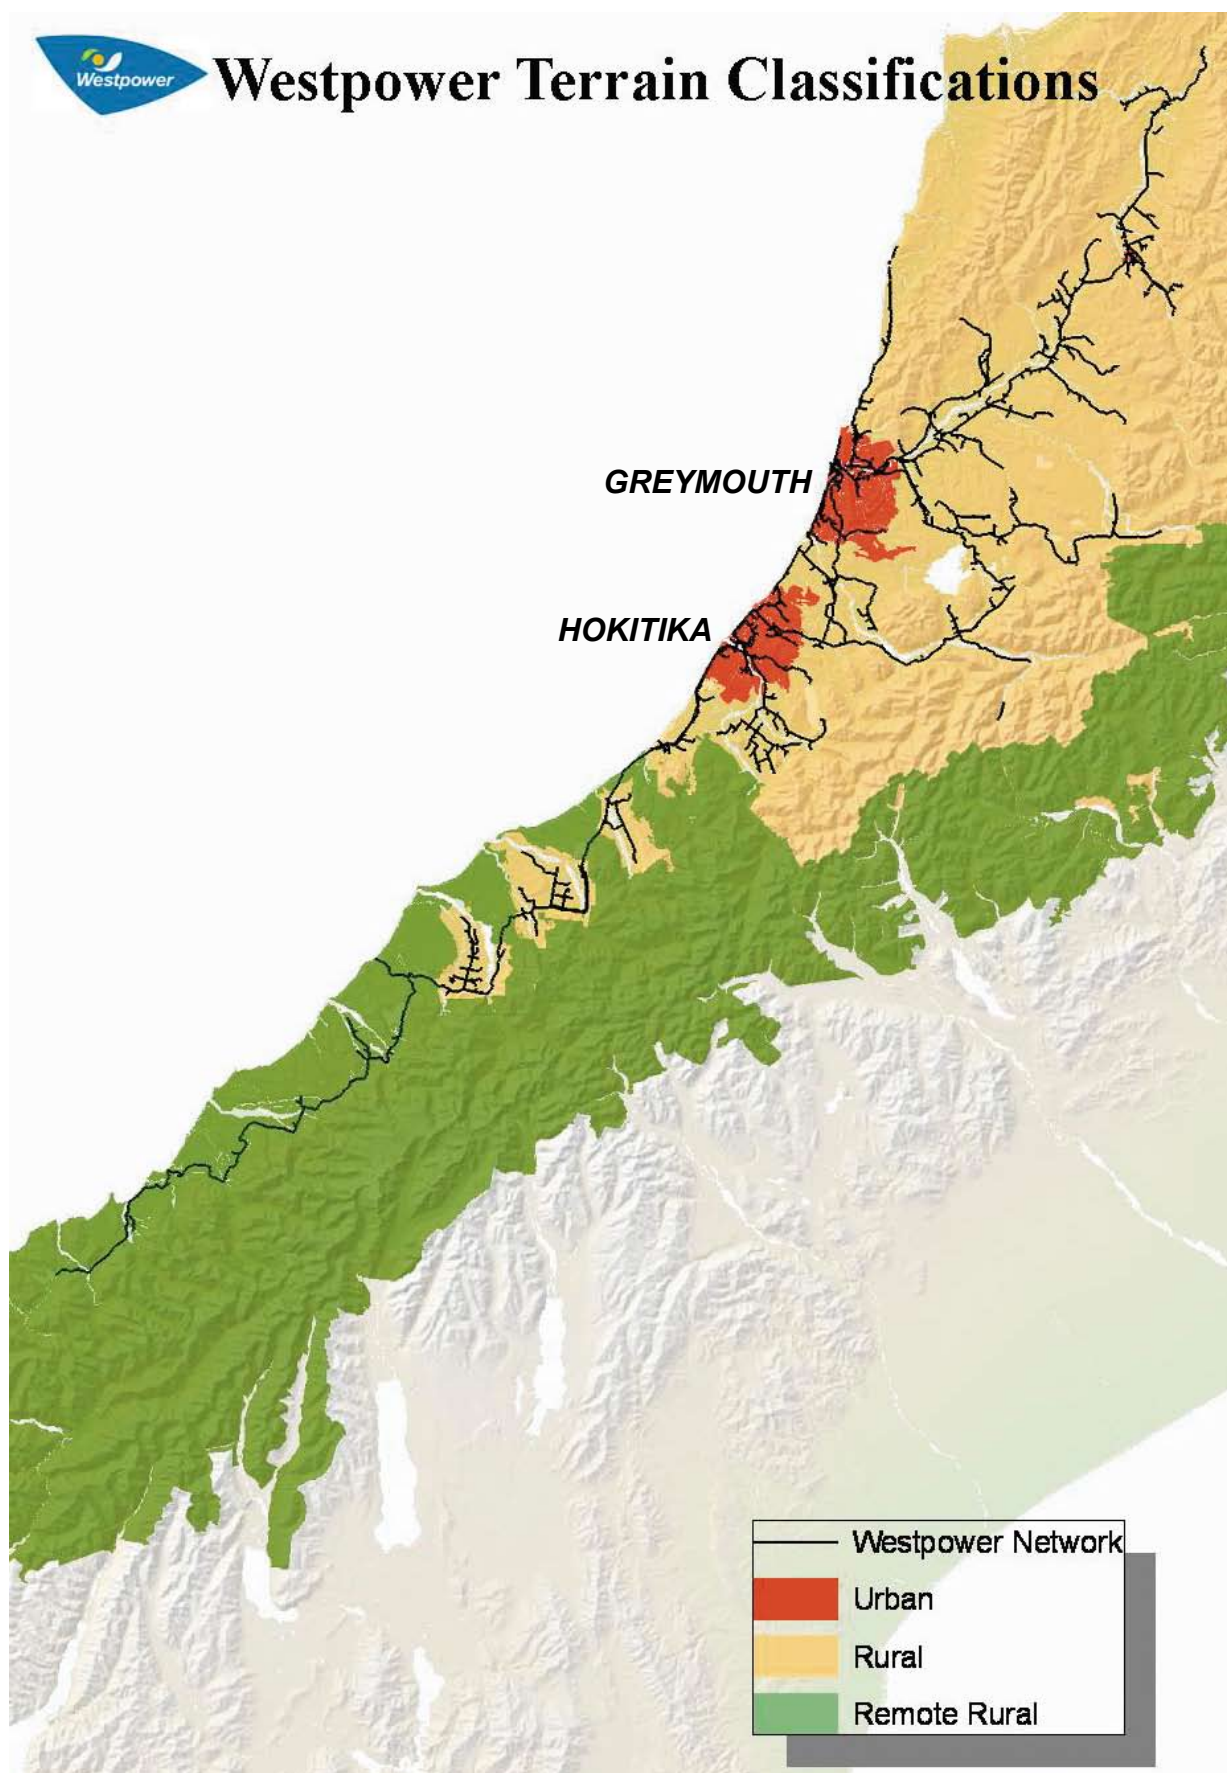 Westpower
Westpower Terrain Classifications
GREYMOUTH
HOKITIKA
Westpower Network
Urban
Rural
Remote Rural